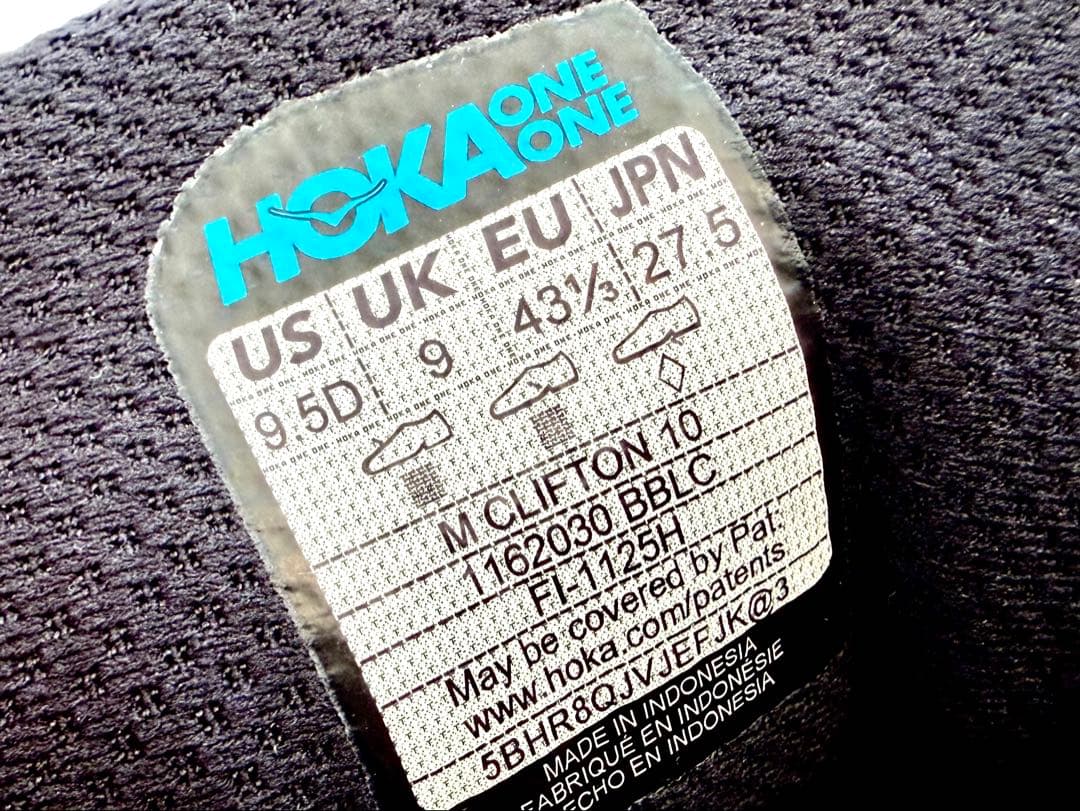 HOKA ONE ONE
US UK EU JPN
9.5D 9 43⅓ 27.5
M CLIFTON 10
1162030 BBLC
FI-1125H
May be covered by Pat:
www.hoka.com/patents
5BHR8QJVJEFJK@3
MADE IN INDONESIA
FABRIQUÉ EN INDONÉSIE
ECHO EN INDONESIA